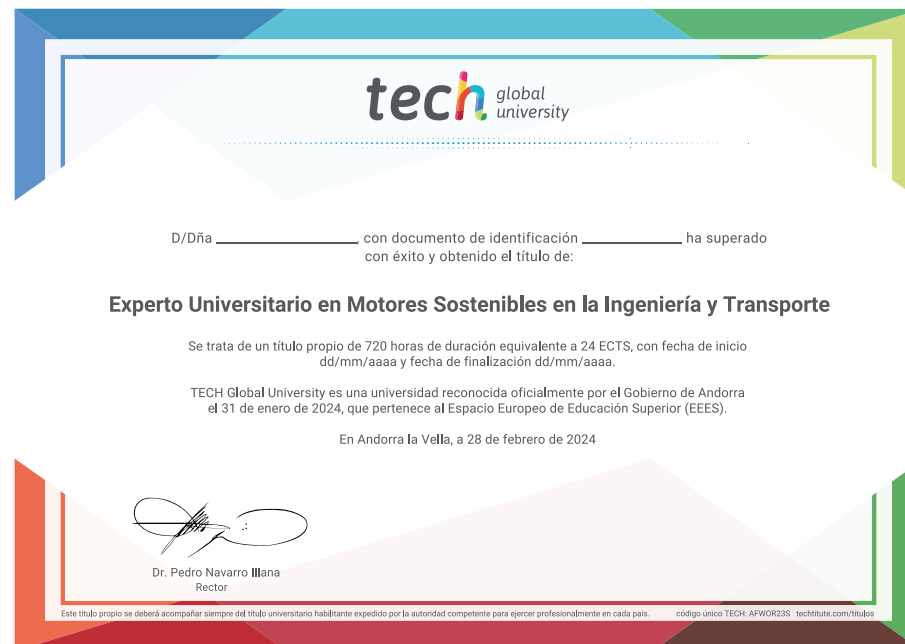 tech global university
D/Dña ____________________, con documento de identificación ______________ ha superado
con éxito y obtenido el título de:
Experto Universitario en Motores Sostenibles en la Ingeniería y Transporte
Se trata de un título propio de 720 horas de duración equivalente a 24 ECTS, con fecha de inicio
dd/mm/aaaa y fecha de finalización dd/mm/aaaa.
TECH Global University es una universidad reconocida oficialmente por el Gobierno de Andorra
el 31 de enero de 2024, que pertenece al Espacio Europeo de Educación Superior (EEES).
En Andorra la Vella, a 28 de febrero de 2024
Dr. Pedro Navarro Illana
Rector
Este título propio se deberá acompañar siempre del título universitario habilitante expedido por la autoridad competente para ejercer profesionalmente en cada país. código único TECH: AFWOR23S techtitute.com/titulos